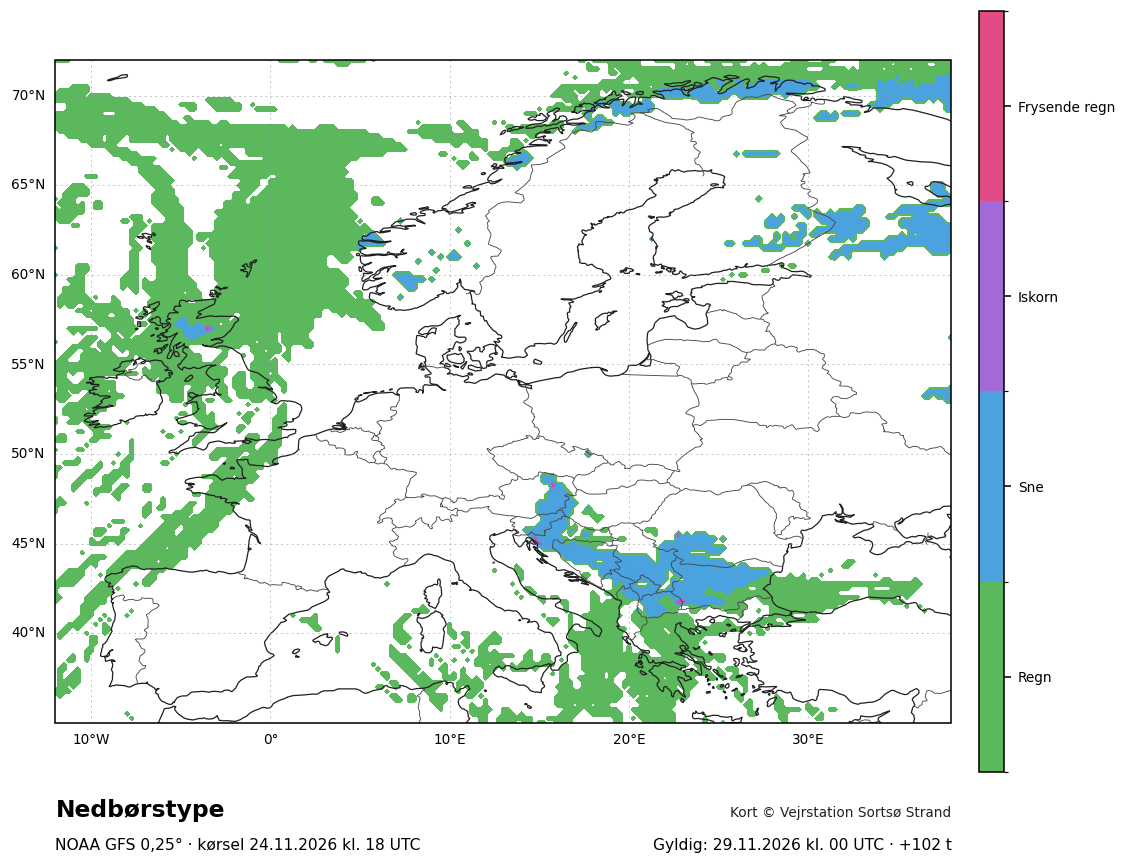 70°N
65°N
60°N
55°N
50°N
45°N
40°N
10°W
0°
10°E
20°E
30°E
Frysende regn
Iskorn
Sne
Regn
Nedbørstype
Kort © Vejrstation Sortsø Strand
NOAA GFS 0,25° · kørsel 24.11.2026 kl. 18 UTC
Gyldig: 29.11.2026 kl. 00 UTC · +102 t